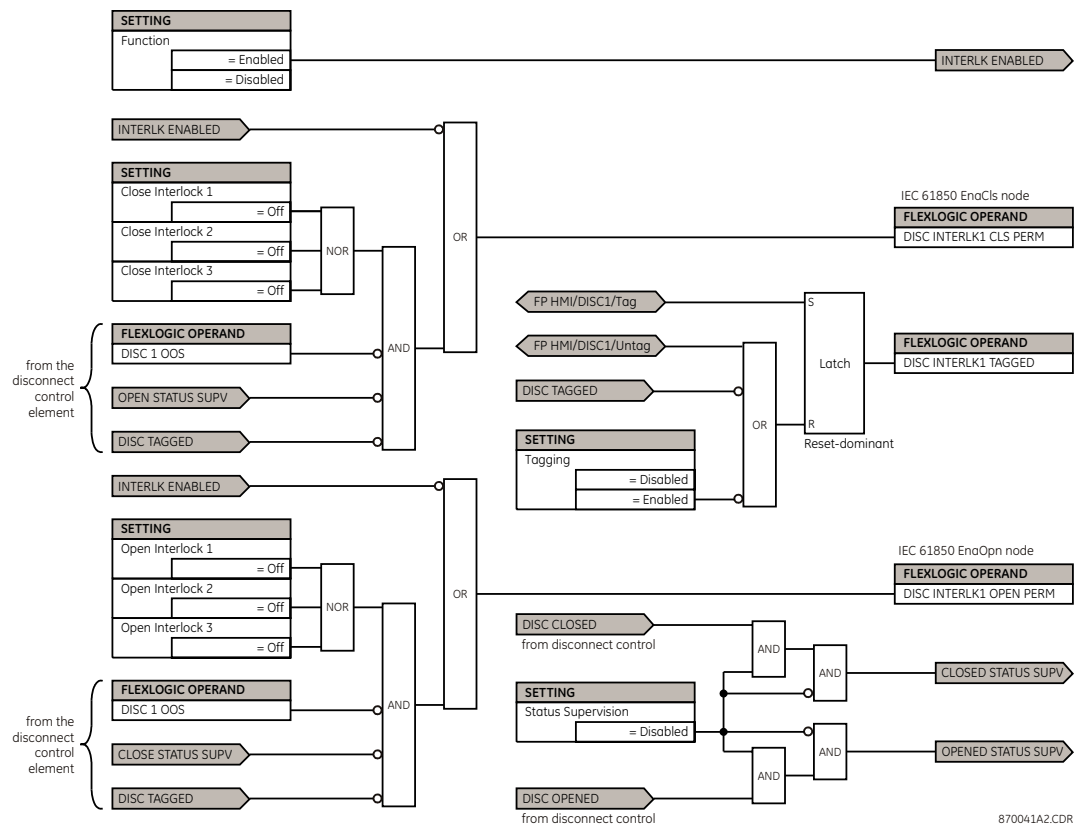 SETTING
Function
= Enabled
= Disabled
INTERLK ENABLED
INTERLK ENABLED
SETTING
Close Interlock 1
= Off
Close Interlock 2
= Off
Close Interlock 3
= Off
NOR
AND
OR
from the
disconnect
control
element
FLEXLOGIC OPERAND
DISC 1 OOS
OPEN STATUS SUPV
DISC TAGGED
IEC 61850 EnaCls node
FLEXLOGIC OPERAND
DISC INTERLK1 CLS PERM
FP HMI/DISC1/Tag
FP HMI/DISC1/Untag
DISC TAGGED
SETTING
Tagging
= Disabled
= Enabled
OR
S
Latch
R
Reset-dominant
FLEXLOGIC OPERAND
DISC INTERLK1 TAGGED
INTERLK ENABLED
SETTING
Open Interlock 1
= Off
Open Interlock 2
= Off
Open Interlock 3
= Off
NOR
AND
OR
from the
disconnect
control
element
FLEXLOGIC OPERAND
DISC 1 OOS
CLOSE STATUS SUPV
DISC TAGGED
IEC 61850 EnaOpn node
FLEXLOGIC OPERAND
DISC INTERLK1 OPEN PERM
DISC CLOSED
from disconnect control
SETTING
Status Supervision
= Disabled
DISC OPENED
from disconnect control
AND
AND
AND
AND
CLOSED STATUS SUPV
OPENED STATUS SUPV
870041A2.CDR